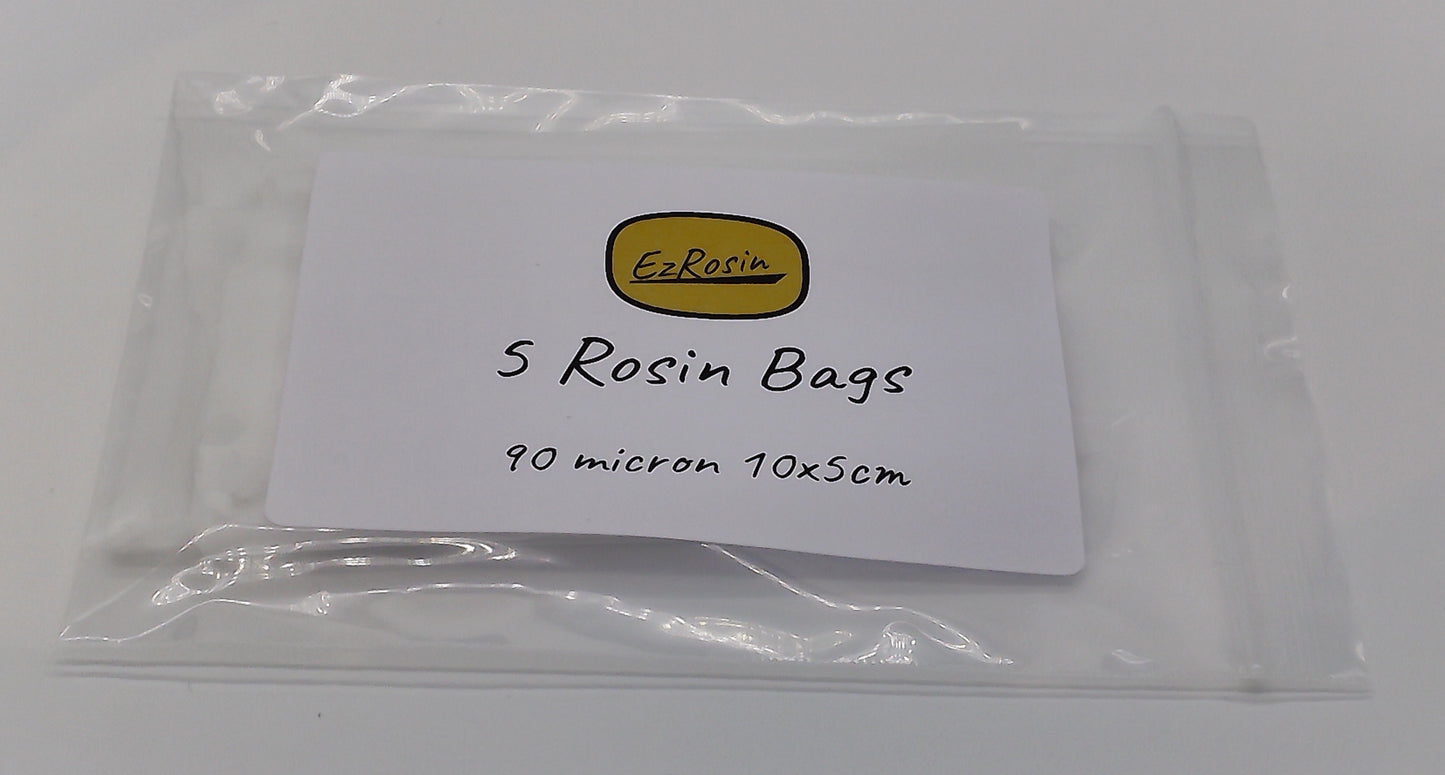 EzRosin
5 Rosin Bags
90 micron 10x5cm